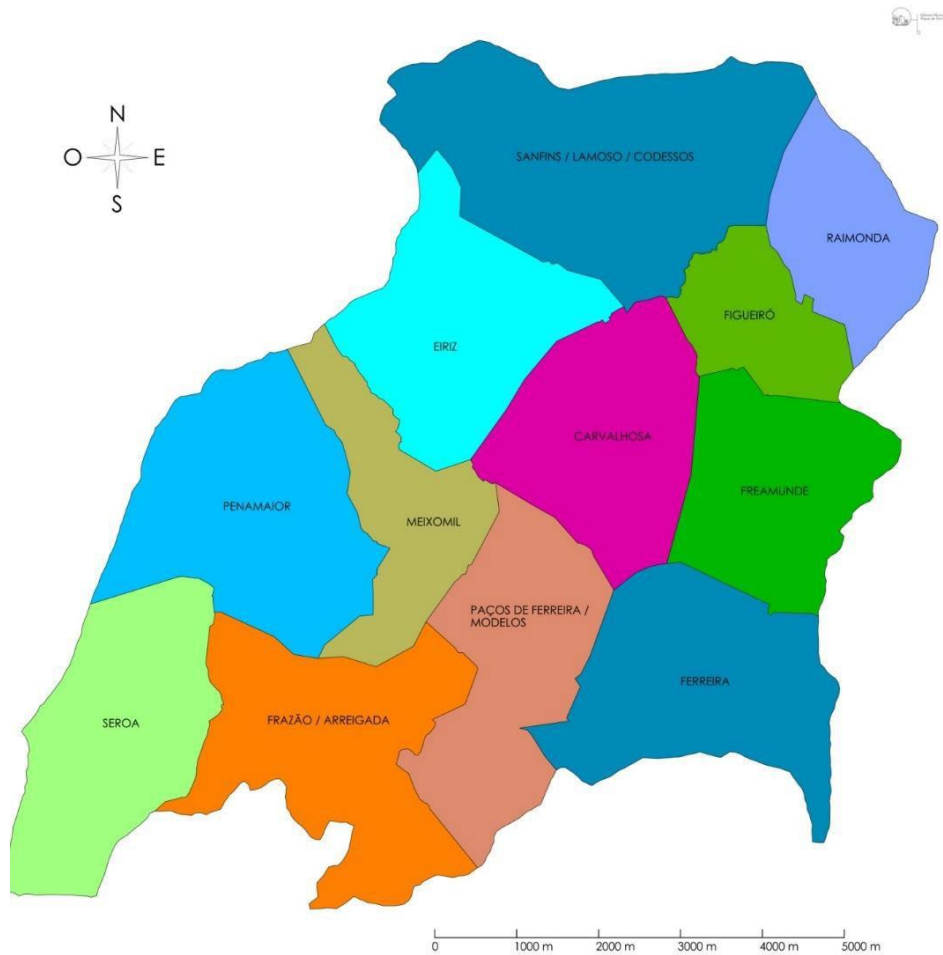 N
O E
S
SANFINS / LAMOSO / CODESSOS
RAIMONDA
FIGUEIRÓ
EIRIZ
CARVALHOSA
FREAMUNDE
PENAMAIOR
MEIXOMIL
PAÇOS DE FERREIRA /
MODELOS
FERREIRA
SEROA
FRAZÃO / ARREIGADA
0 1000 m 2000 m 3000 m 4000 m 5000 m